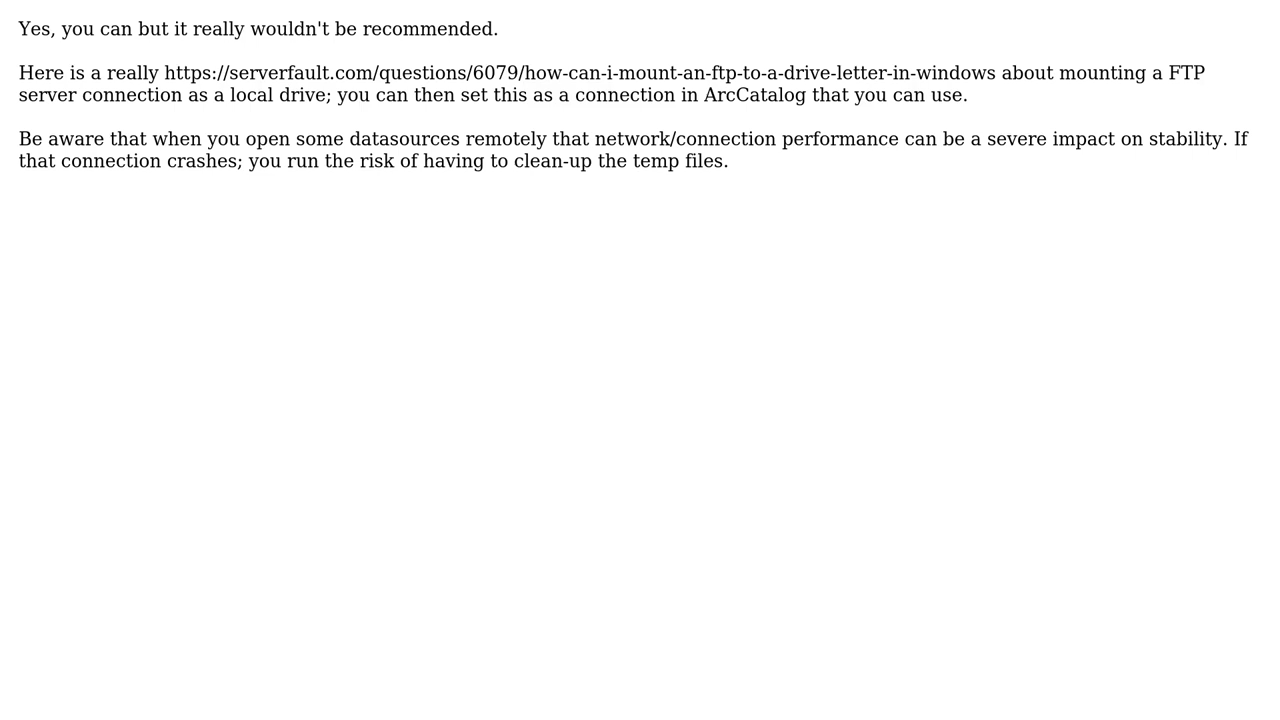 Yes, you can but it really wouldn't be recommended.
Here is a really https://serverfault.com/questions/6079/how-can-i-mount-an-ftp-to-a-drive-letter-in-windows about mounting a FTP
server connection as a local drive; you can then set this as a connection in ArcCatalog that you can use.
Be aware that when you open some datasources remotely that network/connection performance can be a severe impact on stability. If
that connection crashes; you run the risk of having to clean-up the temp files.